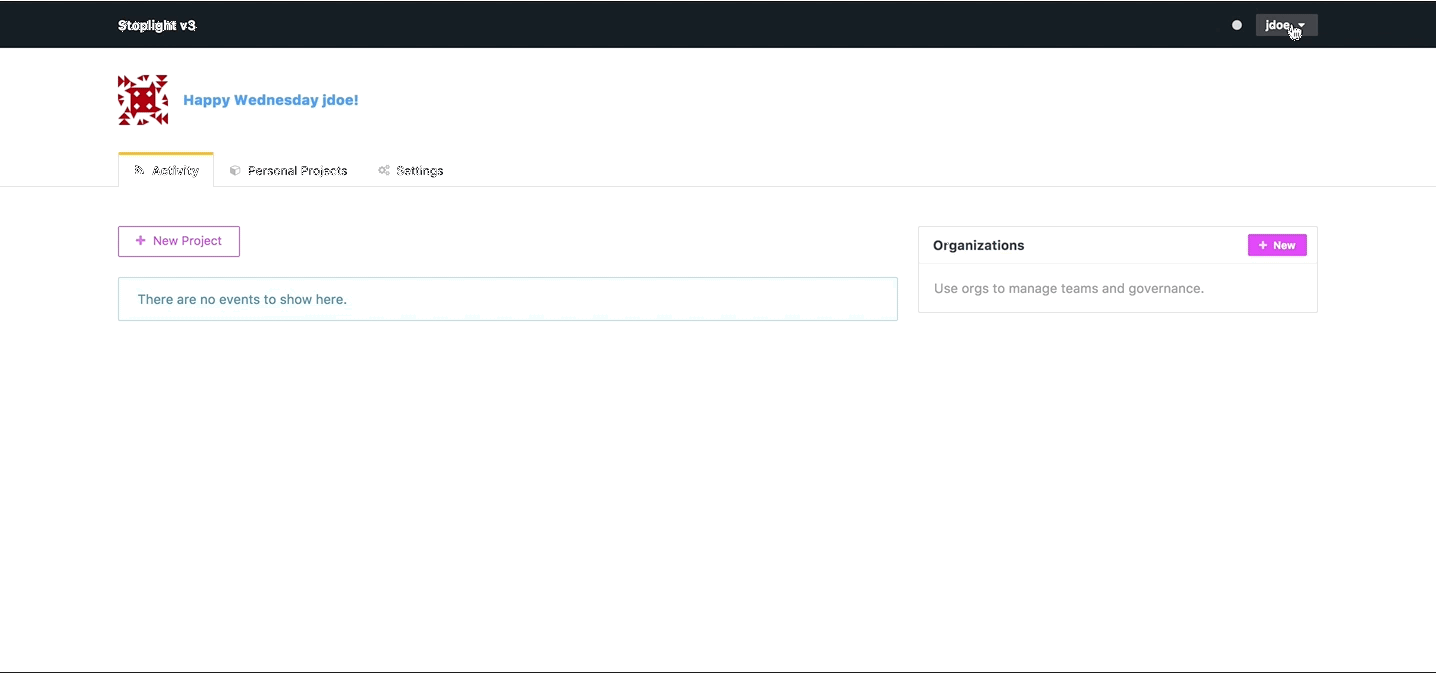 Stoplight v3
jdoe
Happy Wednesday jdoe!
Activity
Personal Projects
Settings
New Project
There are no events to show here.
Organizations
New
Use orgs to manage teams and governance.